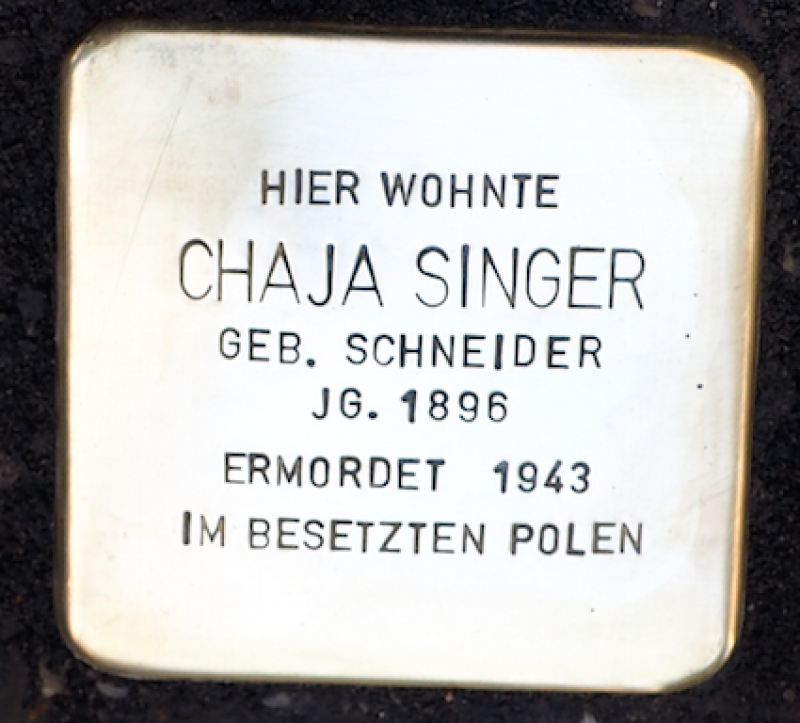 HIER WOHNTE
CHAJA SINGER
GEB. SCHNEIDER
JG. 1896
ERMORDET 1943
IM BESETZTEN POLEN